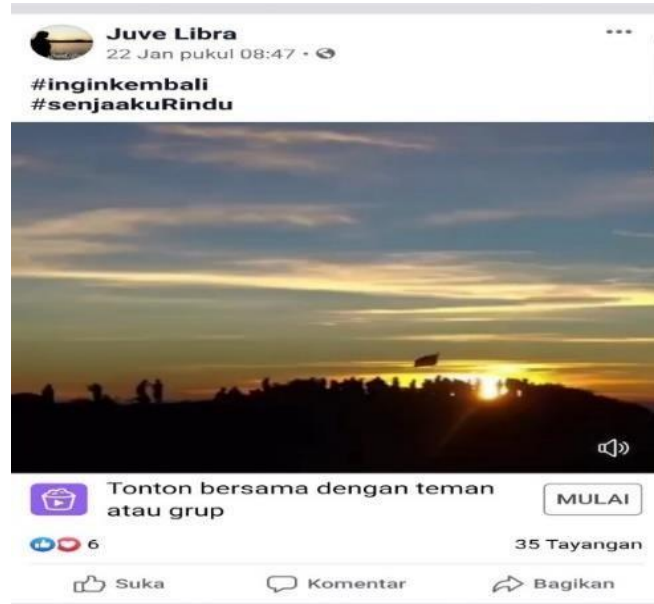 Juve Libra
22 Jan pukul 08:47 ·
#inginkembali
#senjaakuRindu
Tonton bersama dengan teman
atau grup
MULAI
6
35 Tayangan
Suka
Komentar
Bagikan